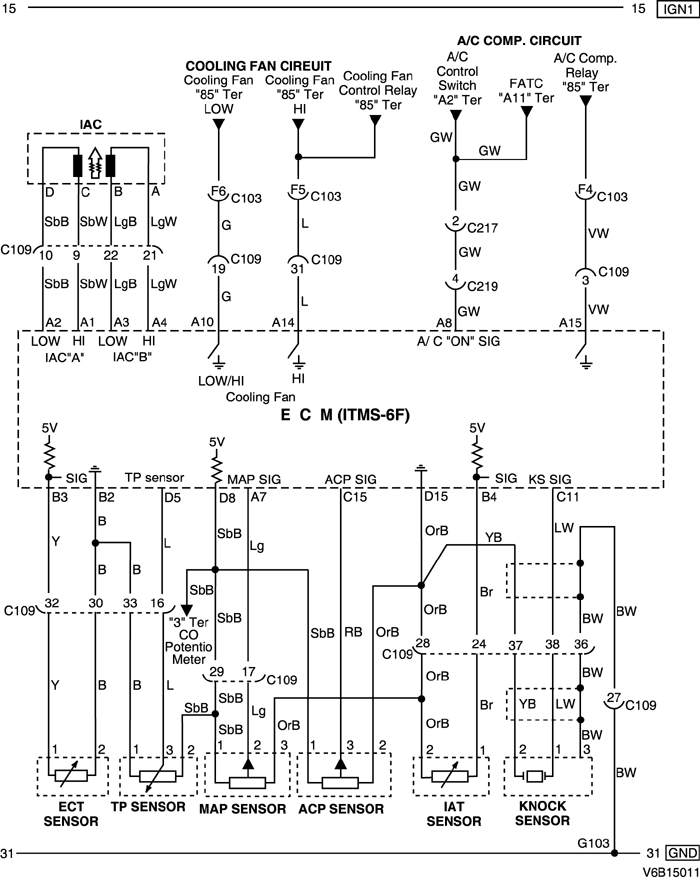 15 15 IGN1
A/C COMP. CIRCUIT
COOLING FAN CIREUIT
A/C Control Switch "A2" Ter
A/C Comp. Relay "85" Ter
Cooling Fan "85" Ter LOW
Cooling Fan "85" Ter HI
Cooling Fan Control Relay "85" Ter
FATC "A11" Ter
IAC
GW GW
D C B A
F6 C103 F5 C103 GW F4 C103
SbB SbW LgB LgW G L 2 C217 VW
C109 10 9 22 21
19 C109 31 C109 GW 3 C109
SbB SbW LgB LgW G L 4 C219 GW VW
A2 A1 A3 A4 A10 A14 A8 A15
LOW HI LOW HI A/C "ON" SIG
IAC"A" IAC"B"
LOW/HI HI
Cooling Fan
E C M (ITMS-6F)
5V 5V 5V
SIG TP sensor MAP SIG ACP SIG SIG KS SIG
B3 B2 D5 D8 A7 C15 D15 B4 C11
B SbB OrB LW
Y L Lg YB
B B SbB SbB Br
OrB BW BW
32 30 33 16
C109
"3" Ter CO Potentio Meter
SbB RB OrB
28 24 37 38 36
C109
29 17 C109
Y B B L SbB OrB Br BW
SbB SbB Lg OrB OrB YB LW BW
27 C109
1 2 1 3 2 1 2 3 1 3 2 2 1 2 1 3
BW
ECT SENSOR
TP SENSOR
MAP SENSOR
ACP SENSOR
IAT SENSOR
KNOCK SENSOR
G103
31 31 GND
V6B15011